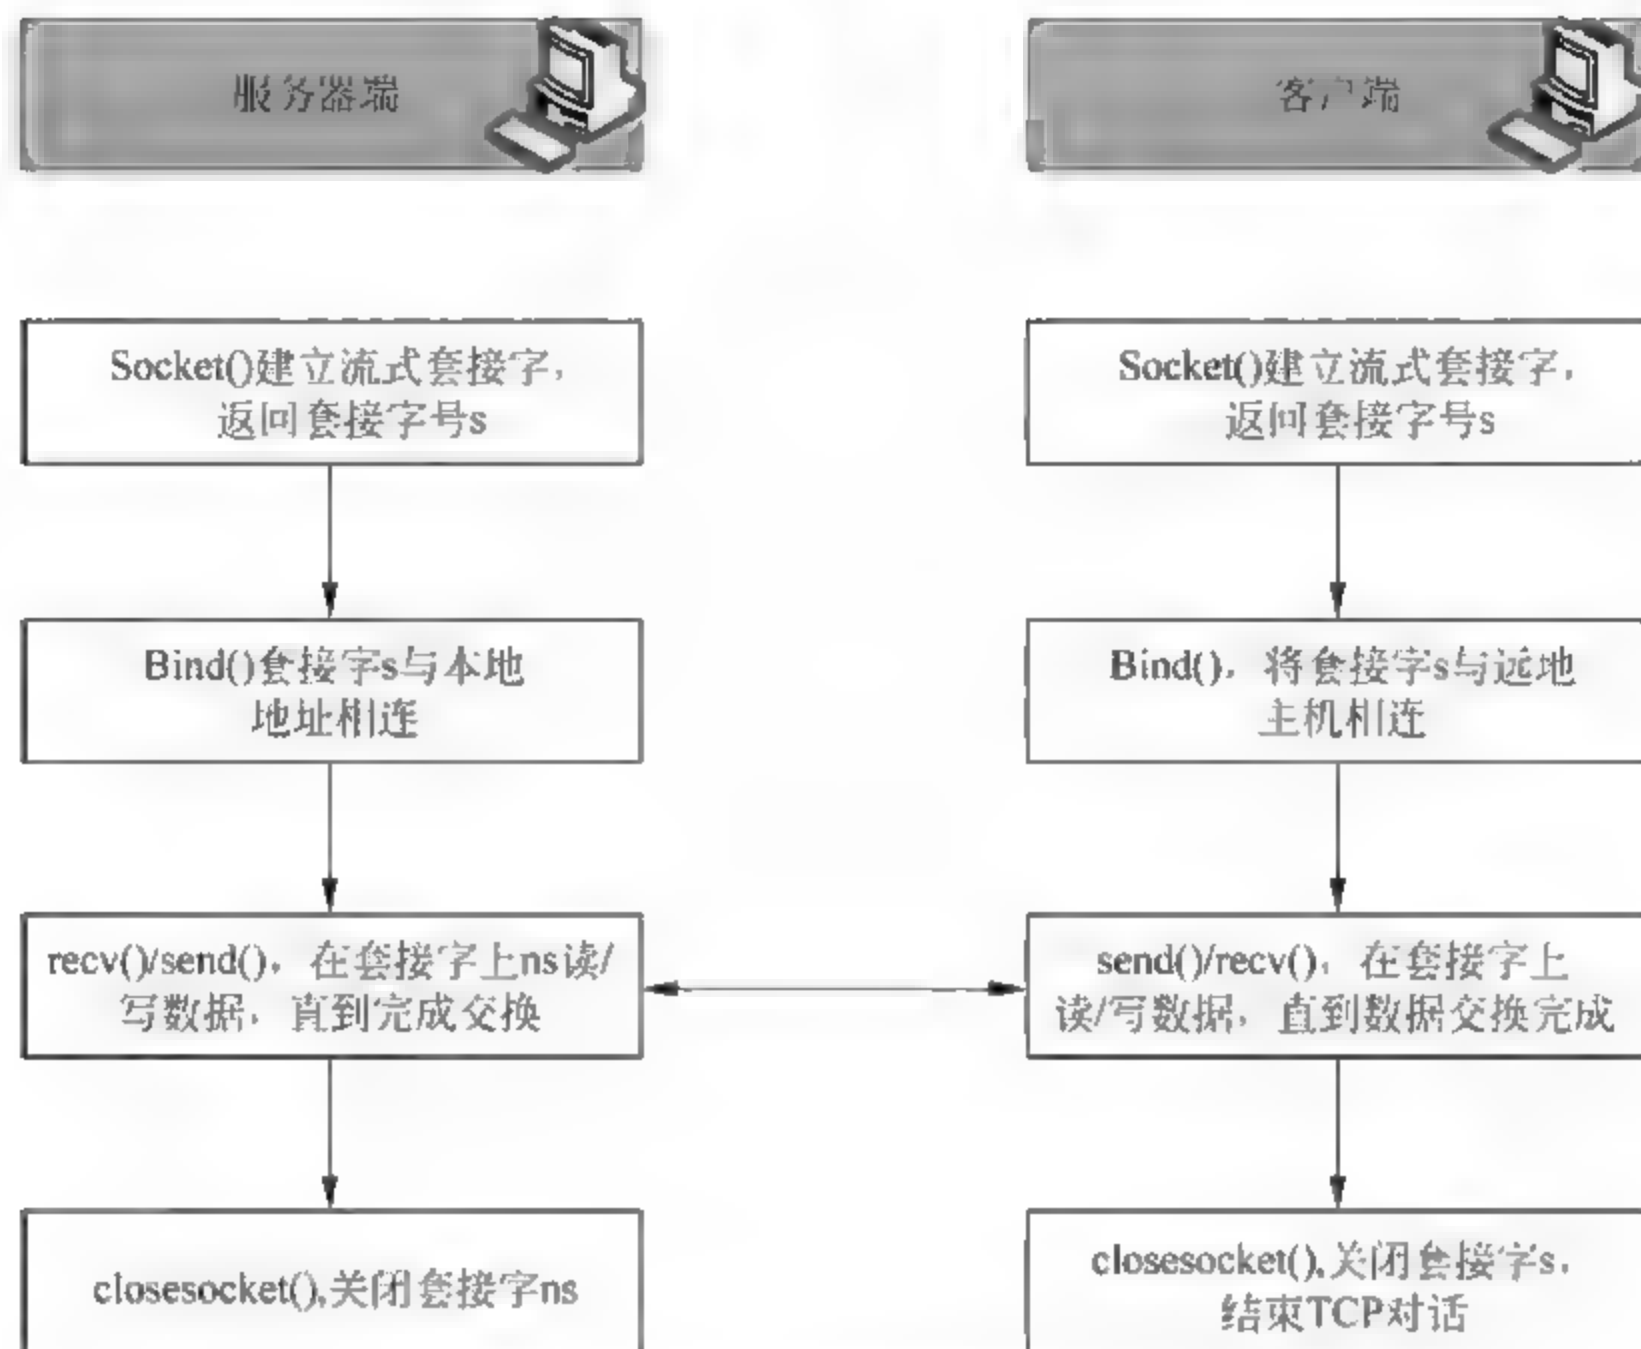 服务器端
Socket()建立流式套接字，
返回套接字号s
Bind()套接字s与本地
地址相连
recv()/send()，在套接字上ns读/
写数据，直到完成交换
closesocket(),关闭套接字ns
客户端
Socket()建立流式套接字，
返回套接字号s
Bind()，将套接字s与远地
主机相连
send()/recv()，在套接字上
读/写数据，直到数据交换完成
closesocket(),关闭套接字s，
结束TCP对话